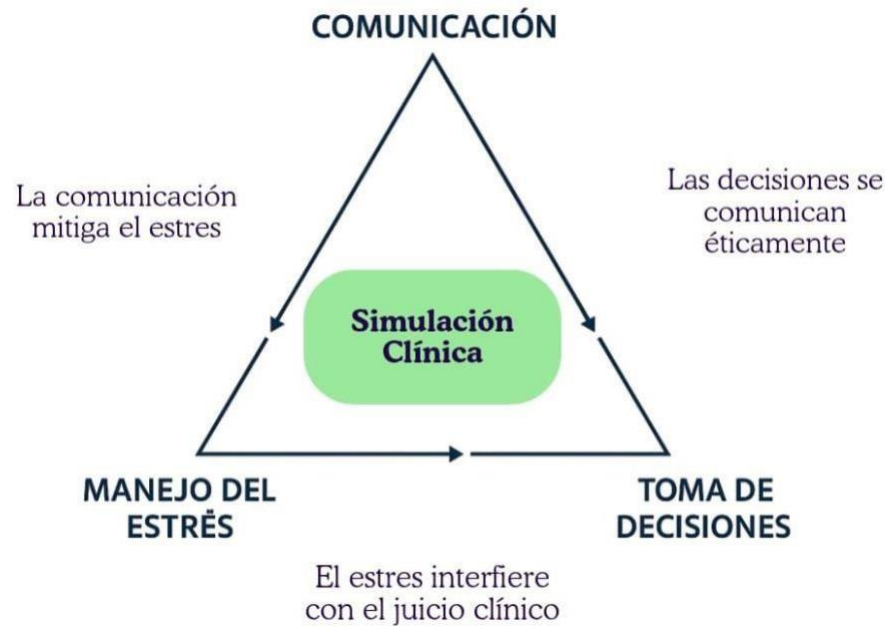 COMUNICACIÓN
La comunicación
mitiga el estres
Las decisiones se
comunican
éticamente
Simulación
Clínica
MANEJO DEL
ESTRËS
TOMA DE
DECISIONES
El estres interfiere
con el juicio clínico